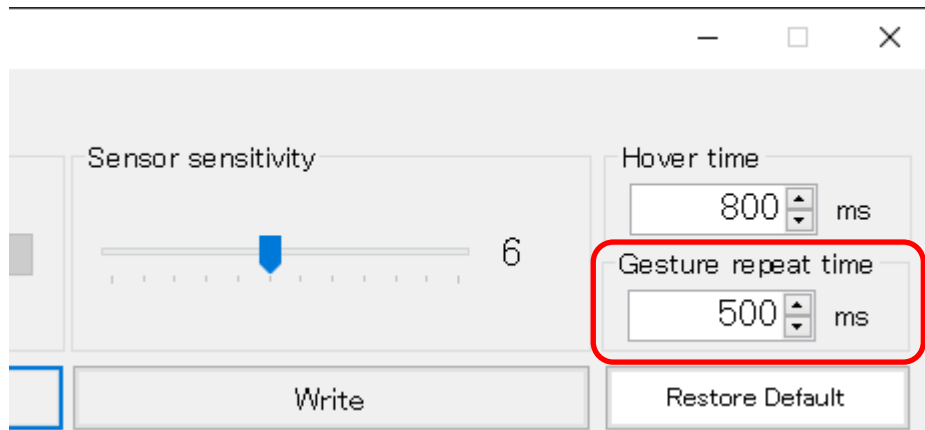 Sensor sensitivity
6
Hover time
800 ms
Gesture repeat time
500 ms
Write
Restore Default